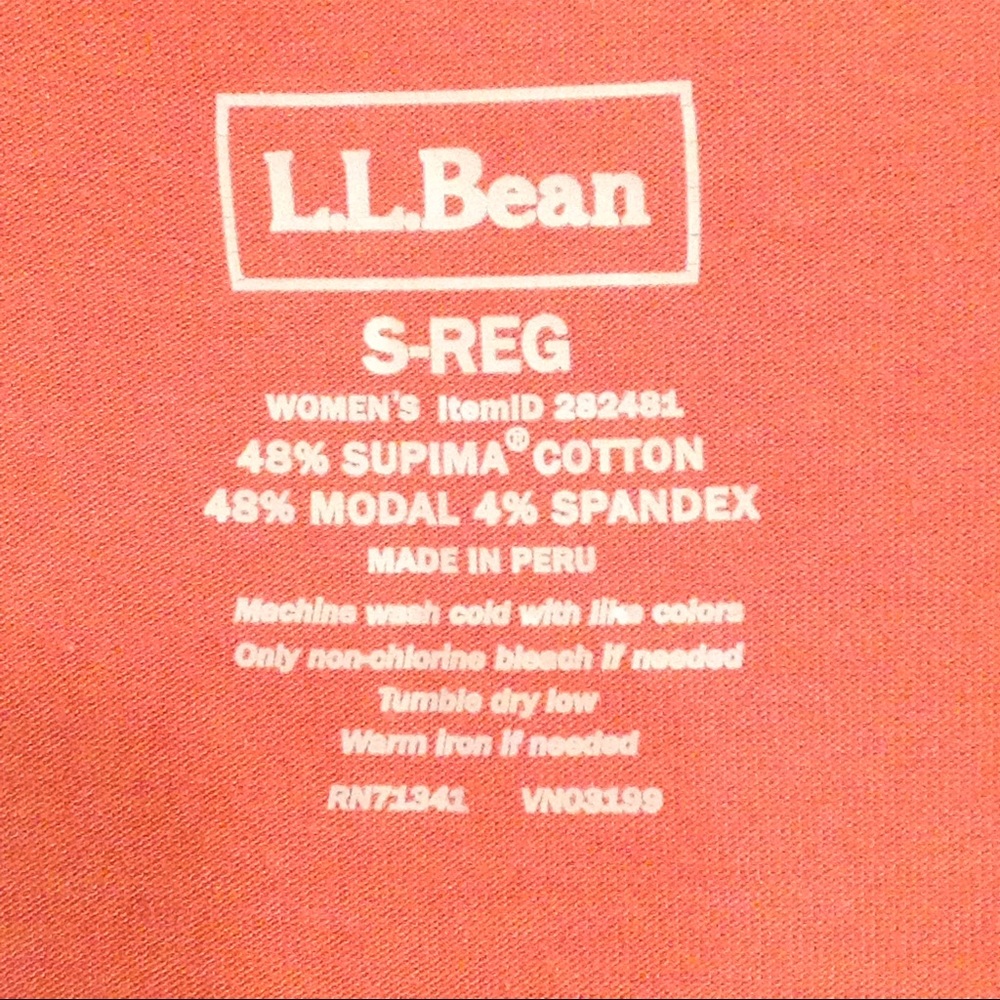 L.L.Bean
S-REG
WOMEN'S ItemID 282481
48% SUPIMA® COTTON
48% MODAL 4% SPANDEX
MADE IN PERU
Machine wash cold with like colors
Only non-chlorine bleach if needed
Tumble dry low
Warm iron if needed
RN71341 VN03199